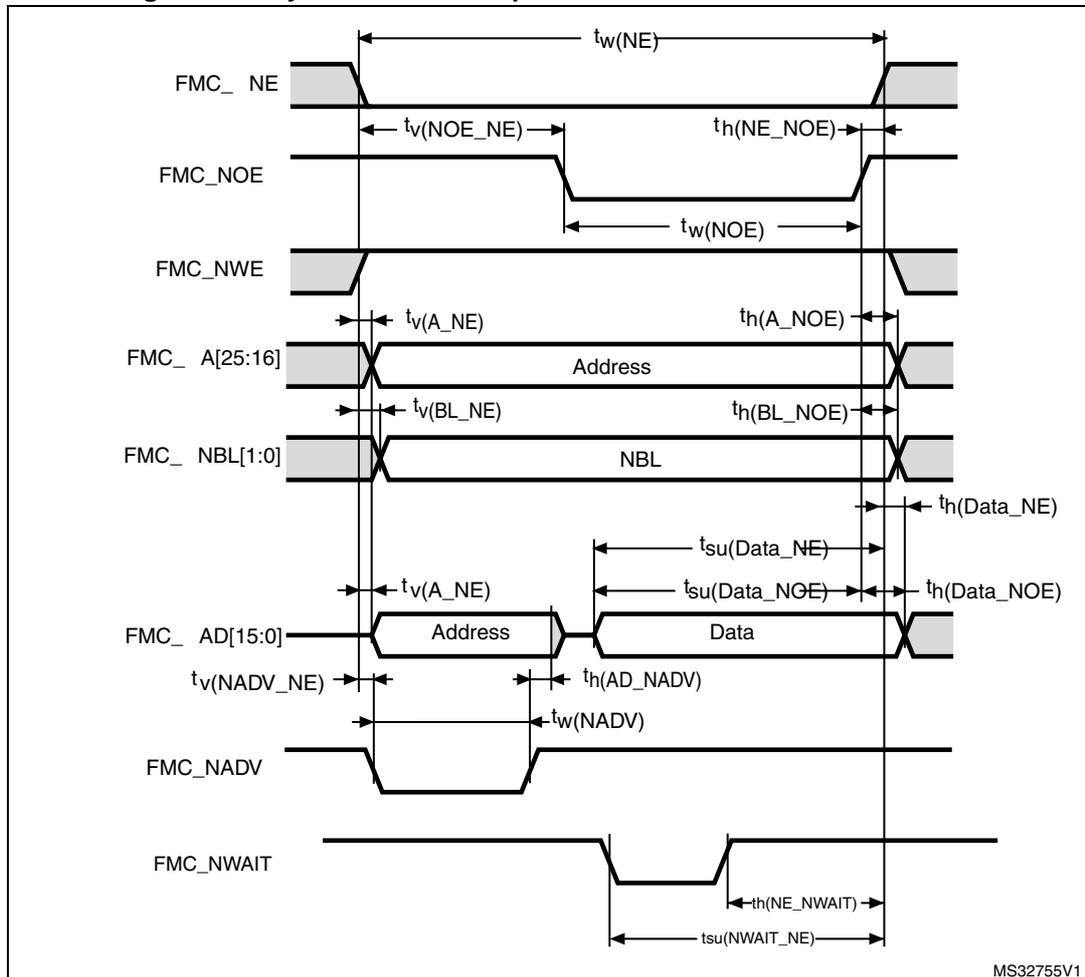 tw(NE)
FMC_ NE
tv(NOE_NE)
th(NE_NOE)
FMC_NOE
tw(NOE)
FMC_NWE
tv(A_NE)
th(A_NOE)
FMC_ A[25:16]
Address
tv(BL_NE)
th(BL_NOE)
FMC_ NBL[1:0]
NBL
th(Data_NE)
tsu(Data_NE)
tv(A_NE)
tsu(Data_NOE)
th(Data_NOE)
FMC_ AD[15:0]
Address
Data
tv(NADV_NE)
th(AD_NADV)
tw(NADV)
FMC_NADV
FMC_NWAIT
th(NE_NWAIT)
tsu(NWAIT_NE)
MS32755V1